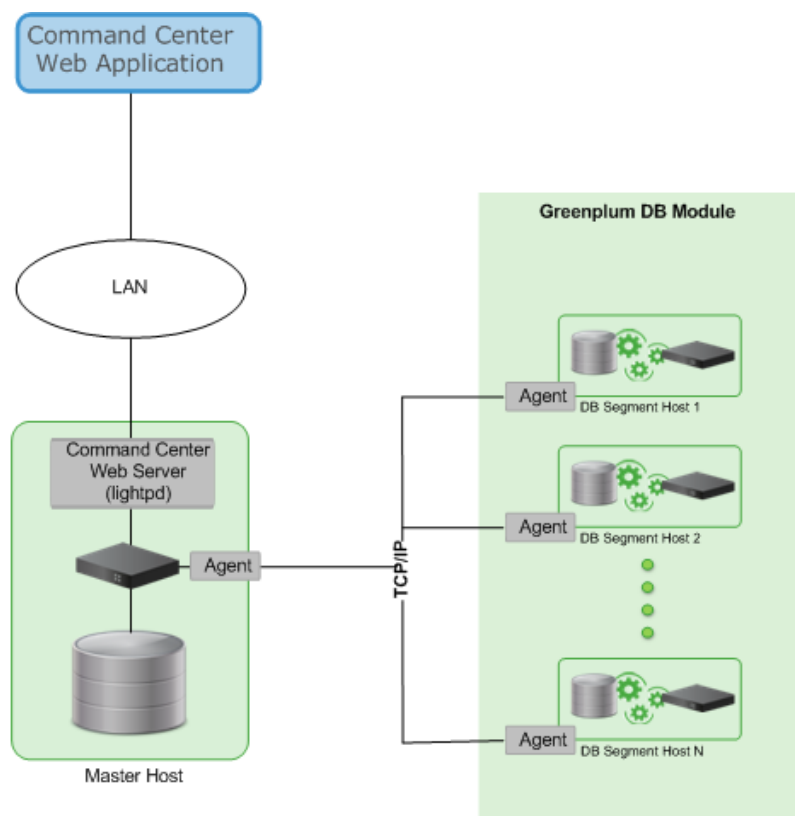 Command Center
Web Application
LAN
Greenplum DB Module
Agent
DB Segment Host 1
Command Center
Web Server
(lightpd)
Agent
DB Segment Host 2
Agent
TCP/IP
Agent
DB Segment Host N
Master Host